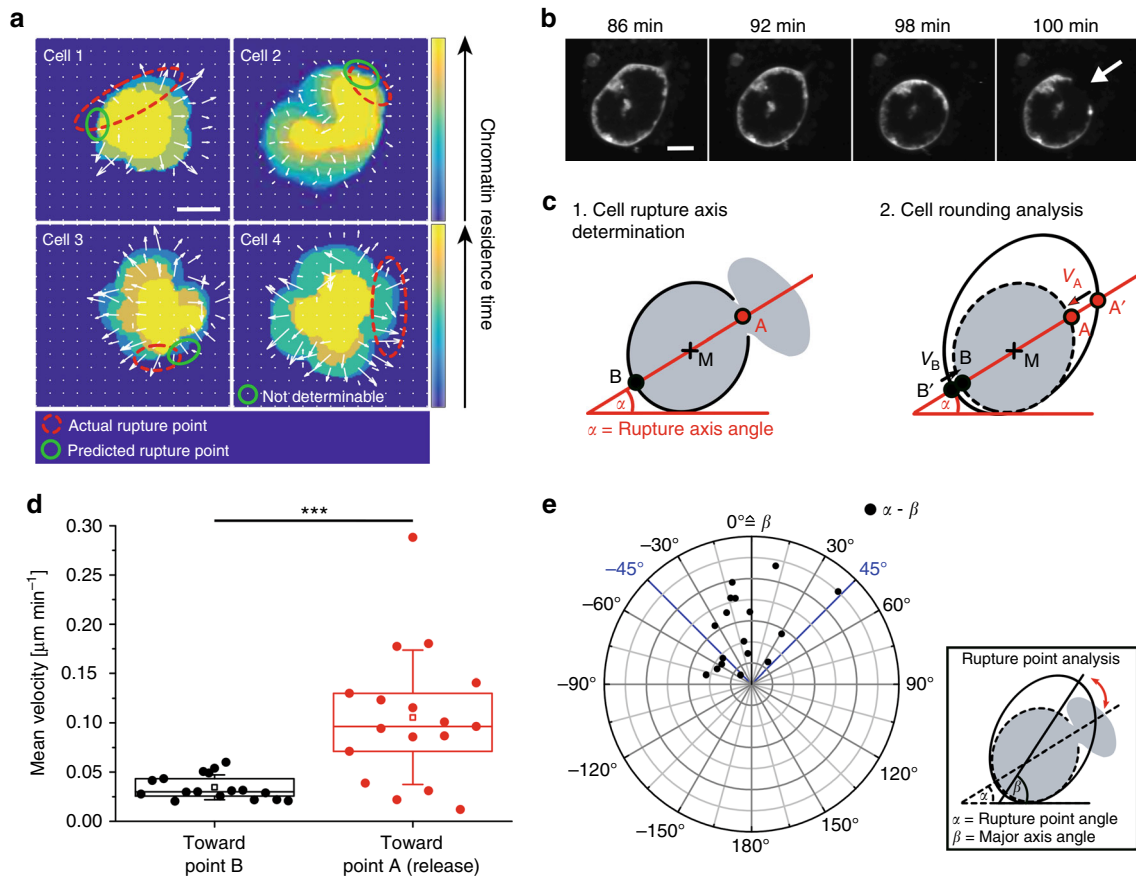 a
Cell 1
Cell 2
Cell 3
Cell 4
Not determinable
Chromatin residence time
Actual rupture point
Predicted rupture point
b
86 min
92 min
98 min
100 min
c
1. Cell rupture axis
determination
A
M
B
α
α = Rupture axis angle
2. Cell rounding analysis
VA
A′
A
M
VB
B
B′
α
d
***
Mean velocity [µm min−1]
0.30
0.25
0.20
0.15
0.10
0.05
0.00
Toward
point B
Toward
point A (release)
e
0°≙ β
α - β
−30°
30°
−45°
45°
−60°
60°
−90°
90°
−120°
120°
−150°
150°
180°
Rupture point analysis
α
β
α = Rupture point angle
β = Major axis angle